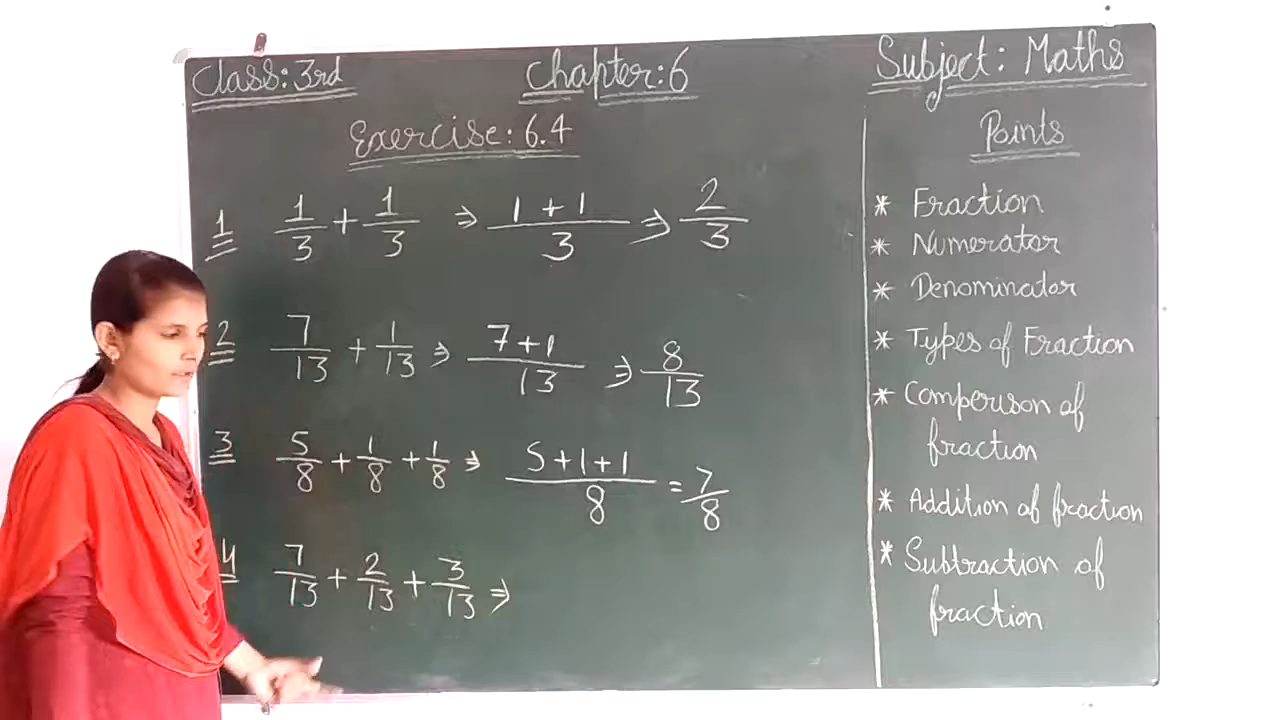 Class: 3rd
Chapter: 6
Subject: Maths
Exercise: 6.4
1 1/3 + 1/3 ⇒ 1 + 1/3 ⇒ 2/3
2 7/13 + 1/13 ⇒ 7+1/13 ⇒ 8/13
3 5/8 + 1/8 + 1/8 ⇒ 5+1+1/8 = 7/8
4 7/13 + 2/13 + 3/13 ⇒
Points
* Fraction
* Numerator
* Denominator
* Types of Fraction
* Comperison of
fraction
* Addition of fraction
* Subtraction of
fraction